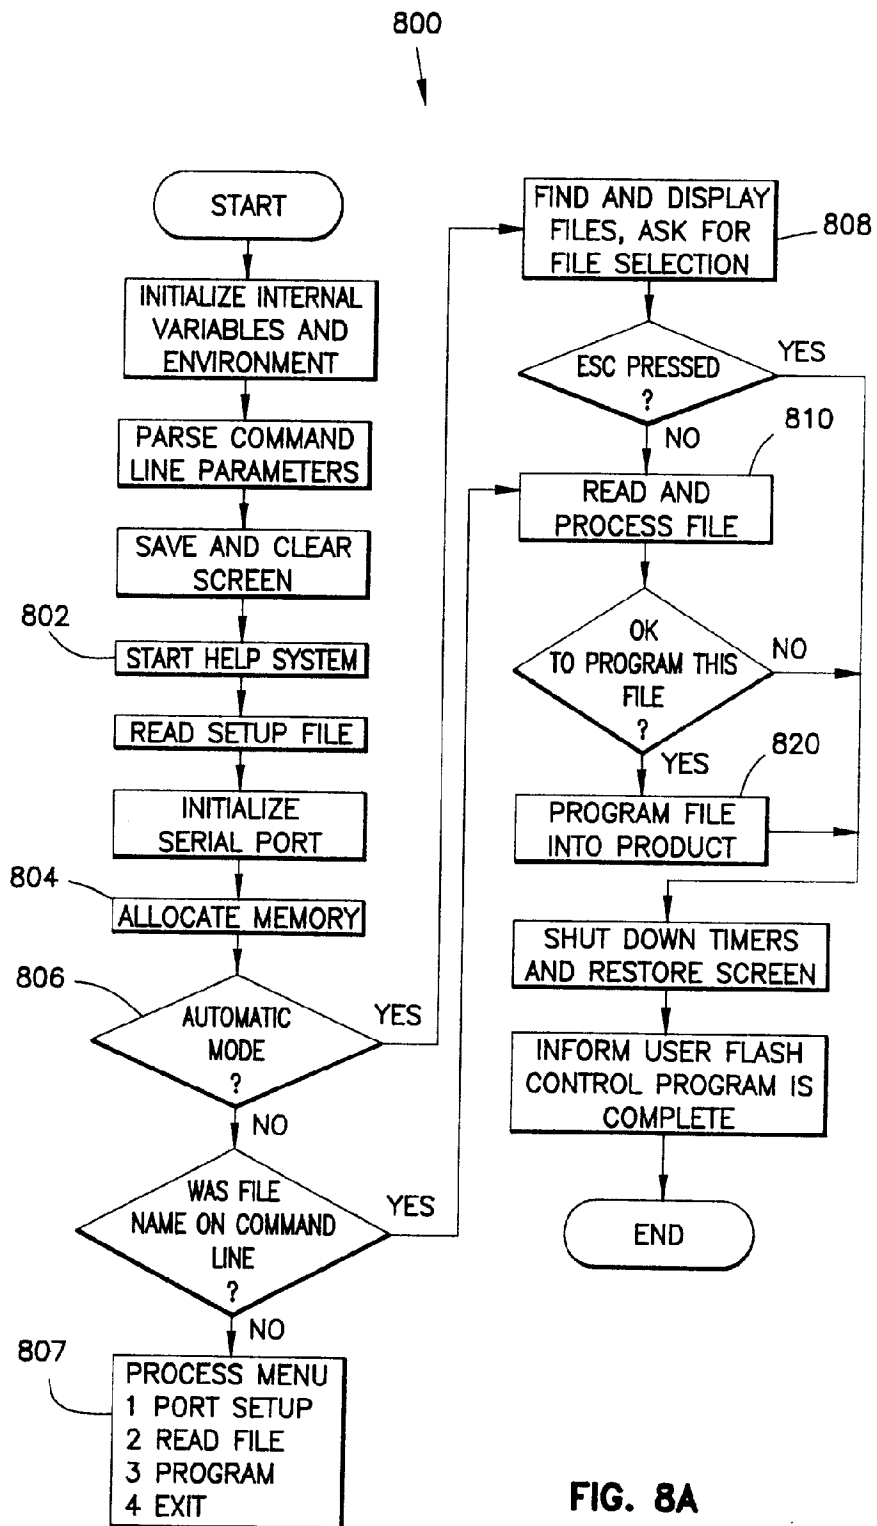 800
START
INITIALIZE INTERNAL
VARIABLES AND
ENVIRONMENT
PARSE COMMAND
LINE PARAMETERS
SAVE AND CLEAR
SCREEN
802
START HELP SYSTEM
READ SETUP FILE
INITIALIZE
SERIAL PORT
804
ALLOCATE MEMORY
806
AUTOMATIC
MODE
?
YES
NO
WAS FILE
NAME ON COMMAND
LINE
?
YES
NO
807
PROCESS MENU
1 PORT SETUP
2 READ FILE
3 PROGRAM
4 EXIT
FIND AND DISPLAY
FILES, ASK FOR
FILE SELECTION
808
ESC PRESSED
?
YES
NO
810
READ AND
PROCESS FILE
OK
TO PROGRAM THIS
FILE
?
NO
YES
820
PROGRAM FILE
INTO PRODUCT
SHUT DOWN TIMERS
AND RESTORE SCREEN
INFORM USER FLASH
CONTROL PROGRAM IS
COMPLETE
END
FIG. 8A